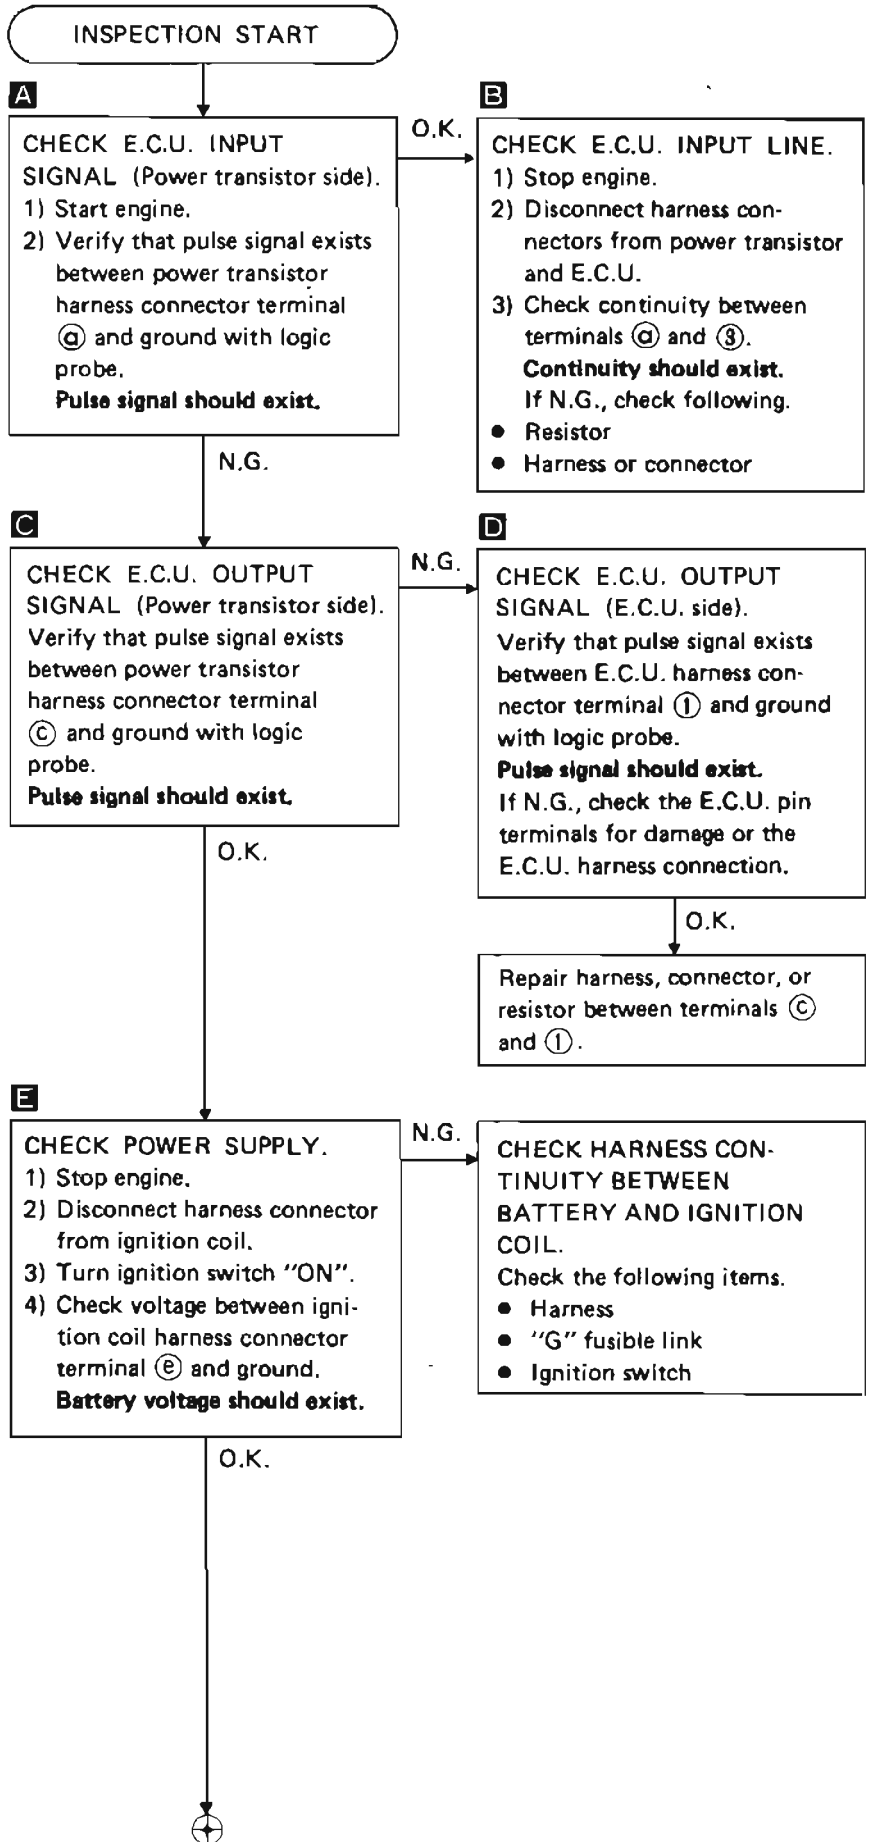 INSPECTION START
A
CHECK E.C.U. INPUT
SIGNAL (Power transistor side).
1) Start engine.
2) Verify that pulse signal exists
between power transistor
harness connector terminal
ⓐ and ground with logic
probe.
Pulse signal should exist.
O.K.
B
CHECK E.C.U. INPUT LINE.
1) Stop engine.
2) Disconnect harness con-
nectors from power transistor
and E.C.U.
3) Check continuity between
terminals ⓐ and ③.
Continuity should exist.
If N.G., check following.
● Resistor
● Harness or connector
N.G.
C
CHECK E.C.U. OUTPUT
SIGNAL (Power transistor side).
Verify that pulse signal exists
between power transistor
harness connector terminal
ⓒ and ground with logic
probe.
Pulse signal should exist.
N.G.
D
CHECK E.C.U. OUTPUT
SIGNAL (E.C.U. side).
Verify that pulse signal exists
between E.C.U. harness con-
nector terminal ① and ground
with logic probe.
Pulse signal should exist.
If N.G., check the E.C.U. pin
terminals for damage or the
E.C.U. harness connection.
O.K.
Repair harness, connector, or
resistor between terminals ⓒ
and ①.
O.K.
E
CHECK POWER SUPPLY.
1) Stop engine.
2) Disconnect harness connector
from ignition coil.
3) Turn ignition switch "ON".
4) Check voltage between igni-
tion coil harness connector
terminal ⓔ and ground.
Battery voltage should exist.
N.G.
CHECK HARNESS CON-
TINUITY BETWEEN
BATTERY AND IGNITION
COIL.
Check the following items.
● Harness
● "G" fusible link
● Ignition switch
O.K.